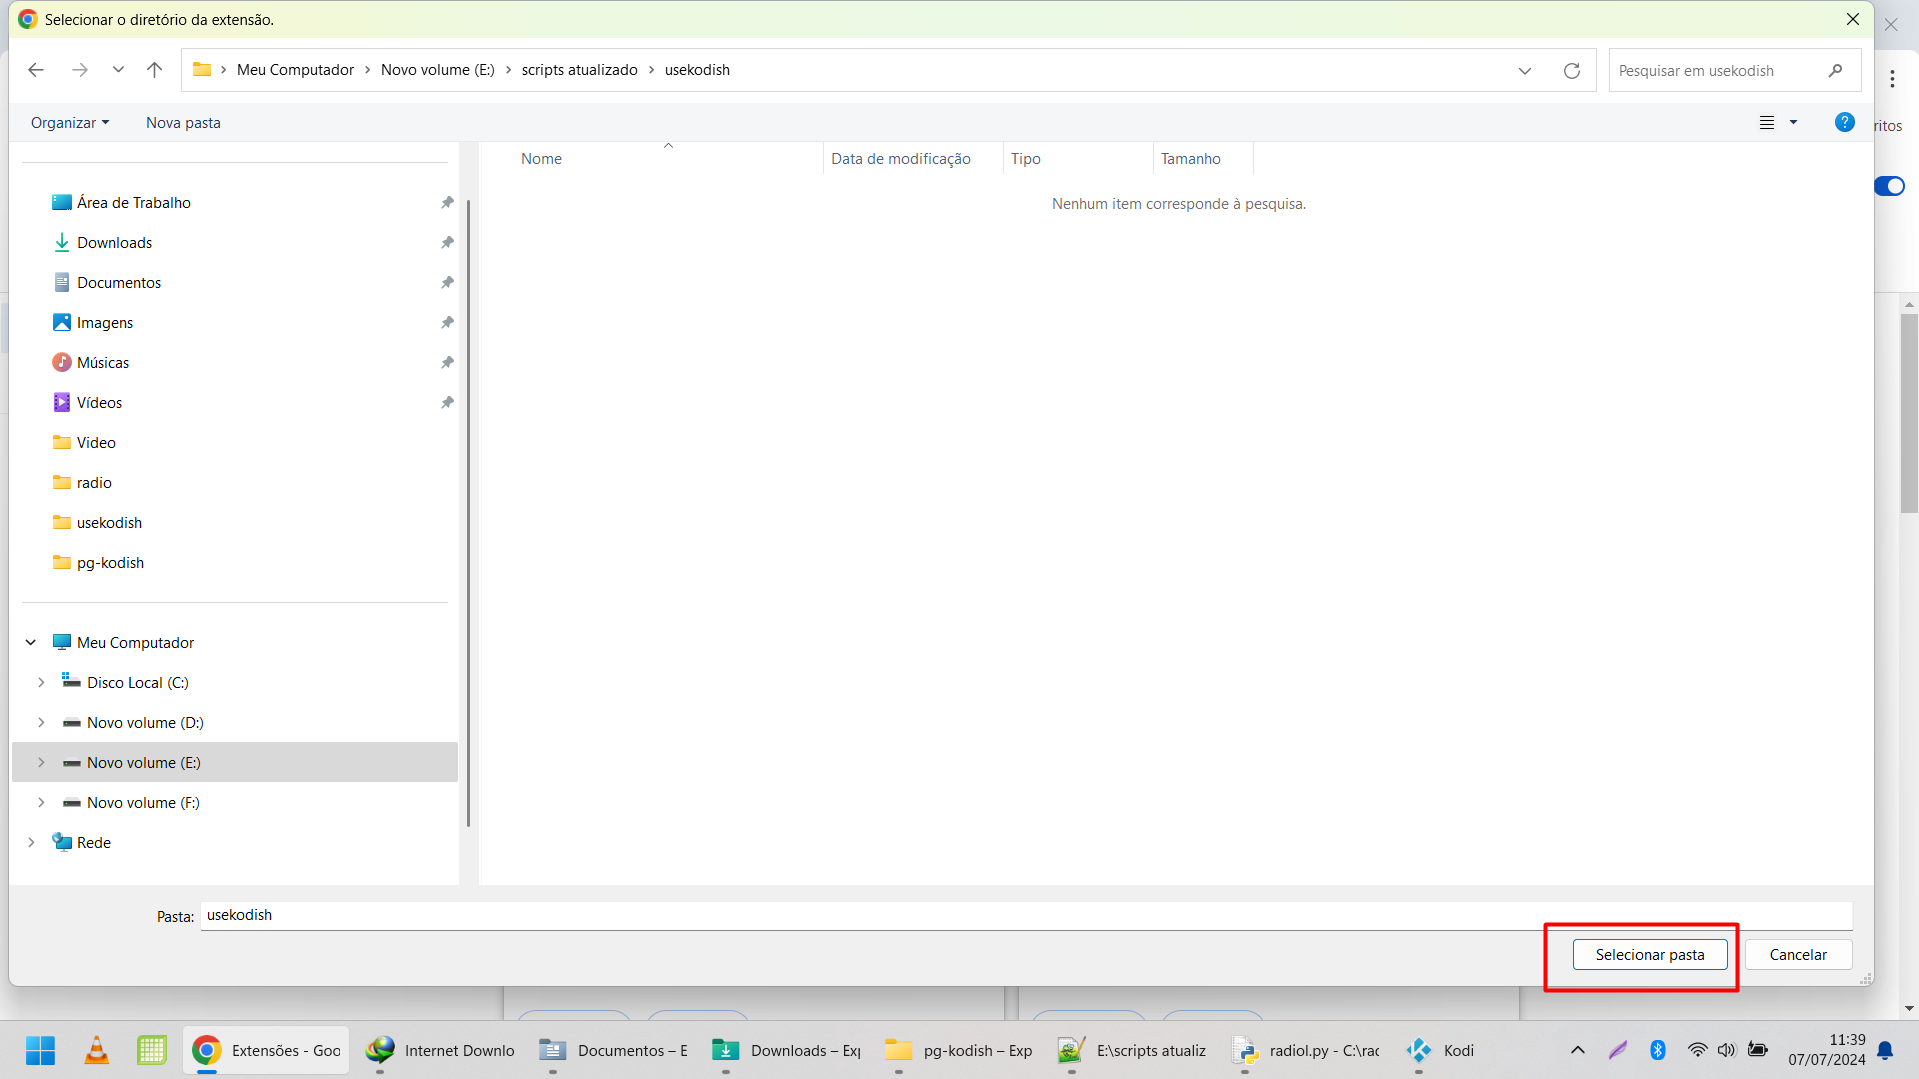 Selecionar o diretório da extensão.
Meu Computador > Novo volume (E:) > scripts atualizado > usekodish
Pesquisar em usekodish
Organizar
Nova pasta
ritos
Nome
Data de modificação
Tipo
Tamanho
Nenhum item corresponde à pesquisa.
Área de Trabalho
Downloads
Documentos
Imagens
Músicas
Vídeos
Video
radio
usekodish
pg-kodish
Meu Computador
Disco Local (C:)
Novo volume (D:)
Novo volume (E:)
Novo volume (F:)
Rede
Pasta: usekodish
Selecionar pasta
Cancelar
Extensões - Goo
Internet Downlo
Documentos – E
Downloads – Exp
pg-kodish – Exp
E:\scripts atualiz
radiol.py - C:\rad
Kodi
11:39
07/07/2024